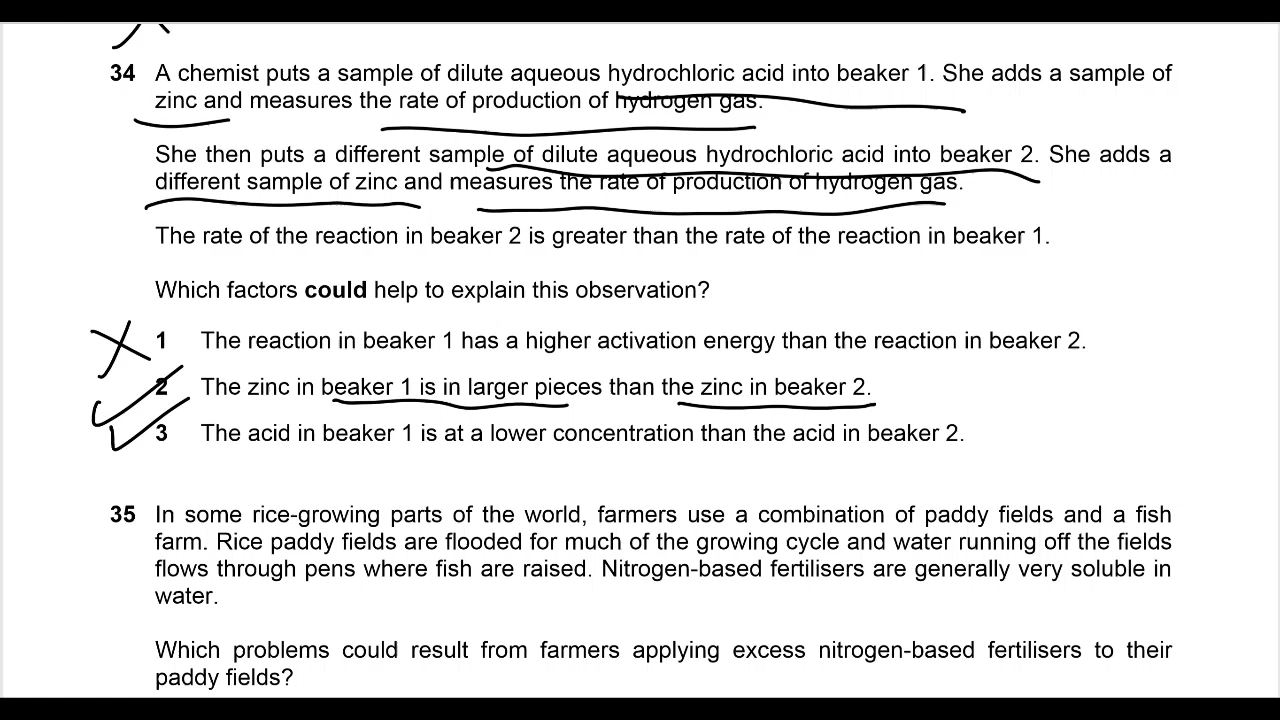 34 A chemist puts a sample of dilute aqueous hydrochloric acid into beaker 1. She adds a sample of
zinc and measures the rate of production of hydrogen gas.
She then puts a different sample of dilute aqueous hydrochloric acid into beaker 2. She adds a
different sample of zinc and measures the rate of production of hydrogen gas.
The rate of the reaction in beaker 2 is greater than the rate of the reaction in beaker 1.
Which factors could help to explain this observation?
1 The reaction in beaker 1 has a higher activation energy than the reaction in beaker 2.
2 The zinc in beaker 1 is in larger pieces than the zinc in beaker 2.
3 The acid in beaker 1 is at a lower concentration than the acid in beaker 2.
35 In some rice-growing parts of the world, farmers use a combination of paddy fields and a fish
farm. Rice paddy fields are flooded for much of the growing cycle and water running off the fields
flows through pens where fish are raised. Nitrogen-based fertilisers are generally very soluble in
water.
Which problems could result from farmers applying excess nitrogen-based fertilisers to their
paddy fields?